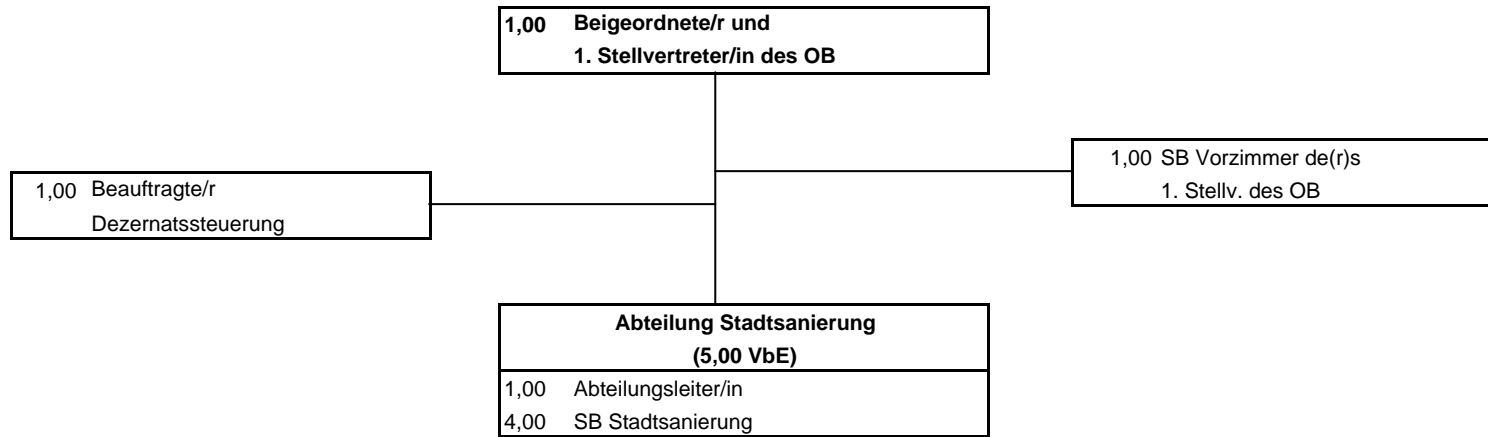 1,00 Beigeordnete/r und
1. Stellvertreter/in des OB
1,00 SB Vorzimmer de(r)s
1. Stellv. des OB
1,00 Beauftragte/r
Dezernatssteuerung
Abteilung Stadtsanierung
(5,00 VbE)
1,00 Abteilungsleiter/in
4,00 SB Stadtsanierung